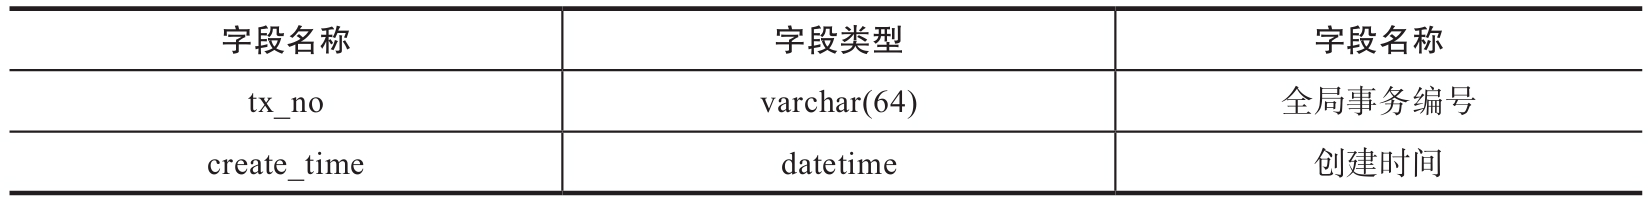 字段名称 字段类型 字段名称
tx_no varchar(64) 全局事务编号
create_time datetime 创建时间